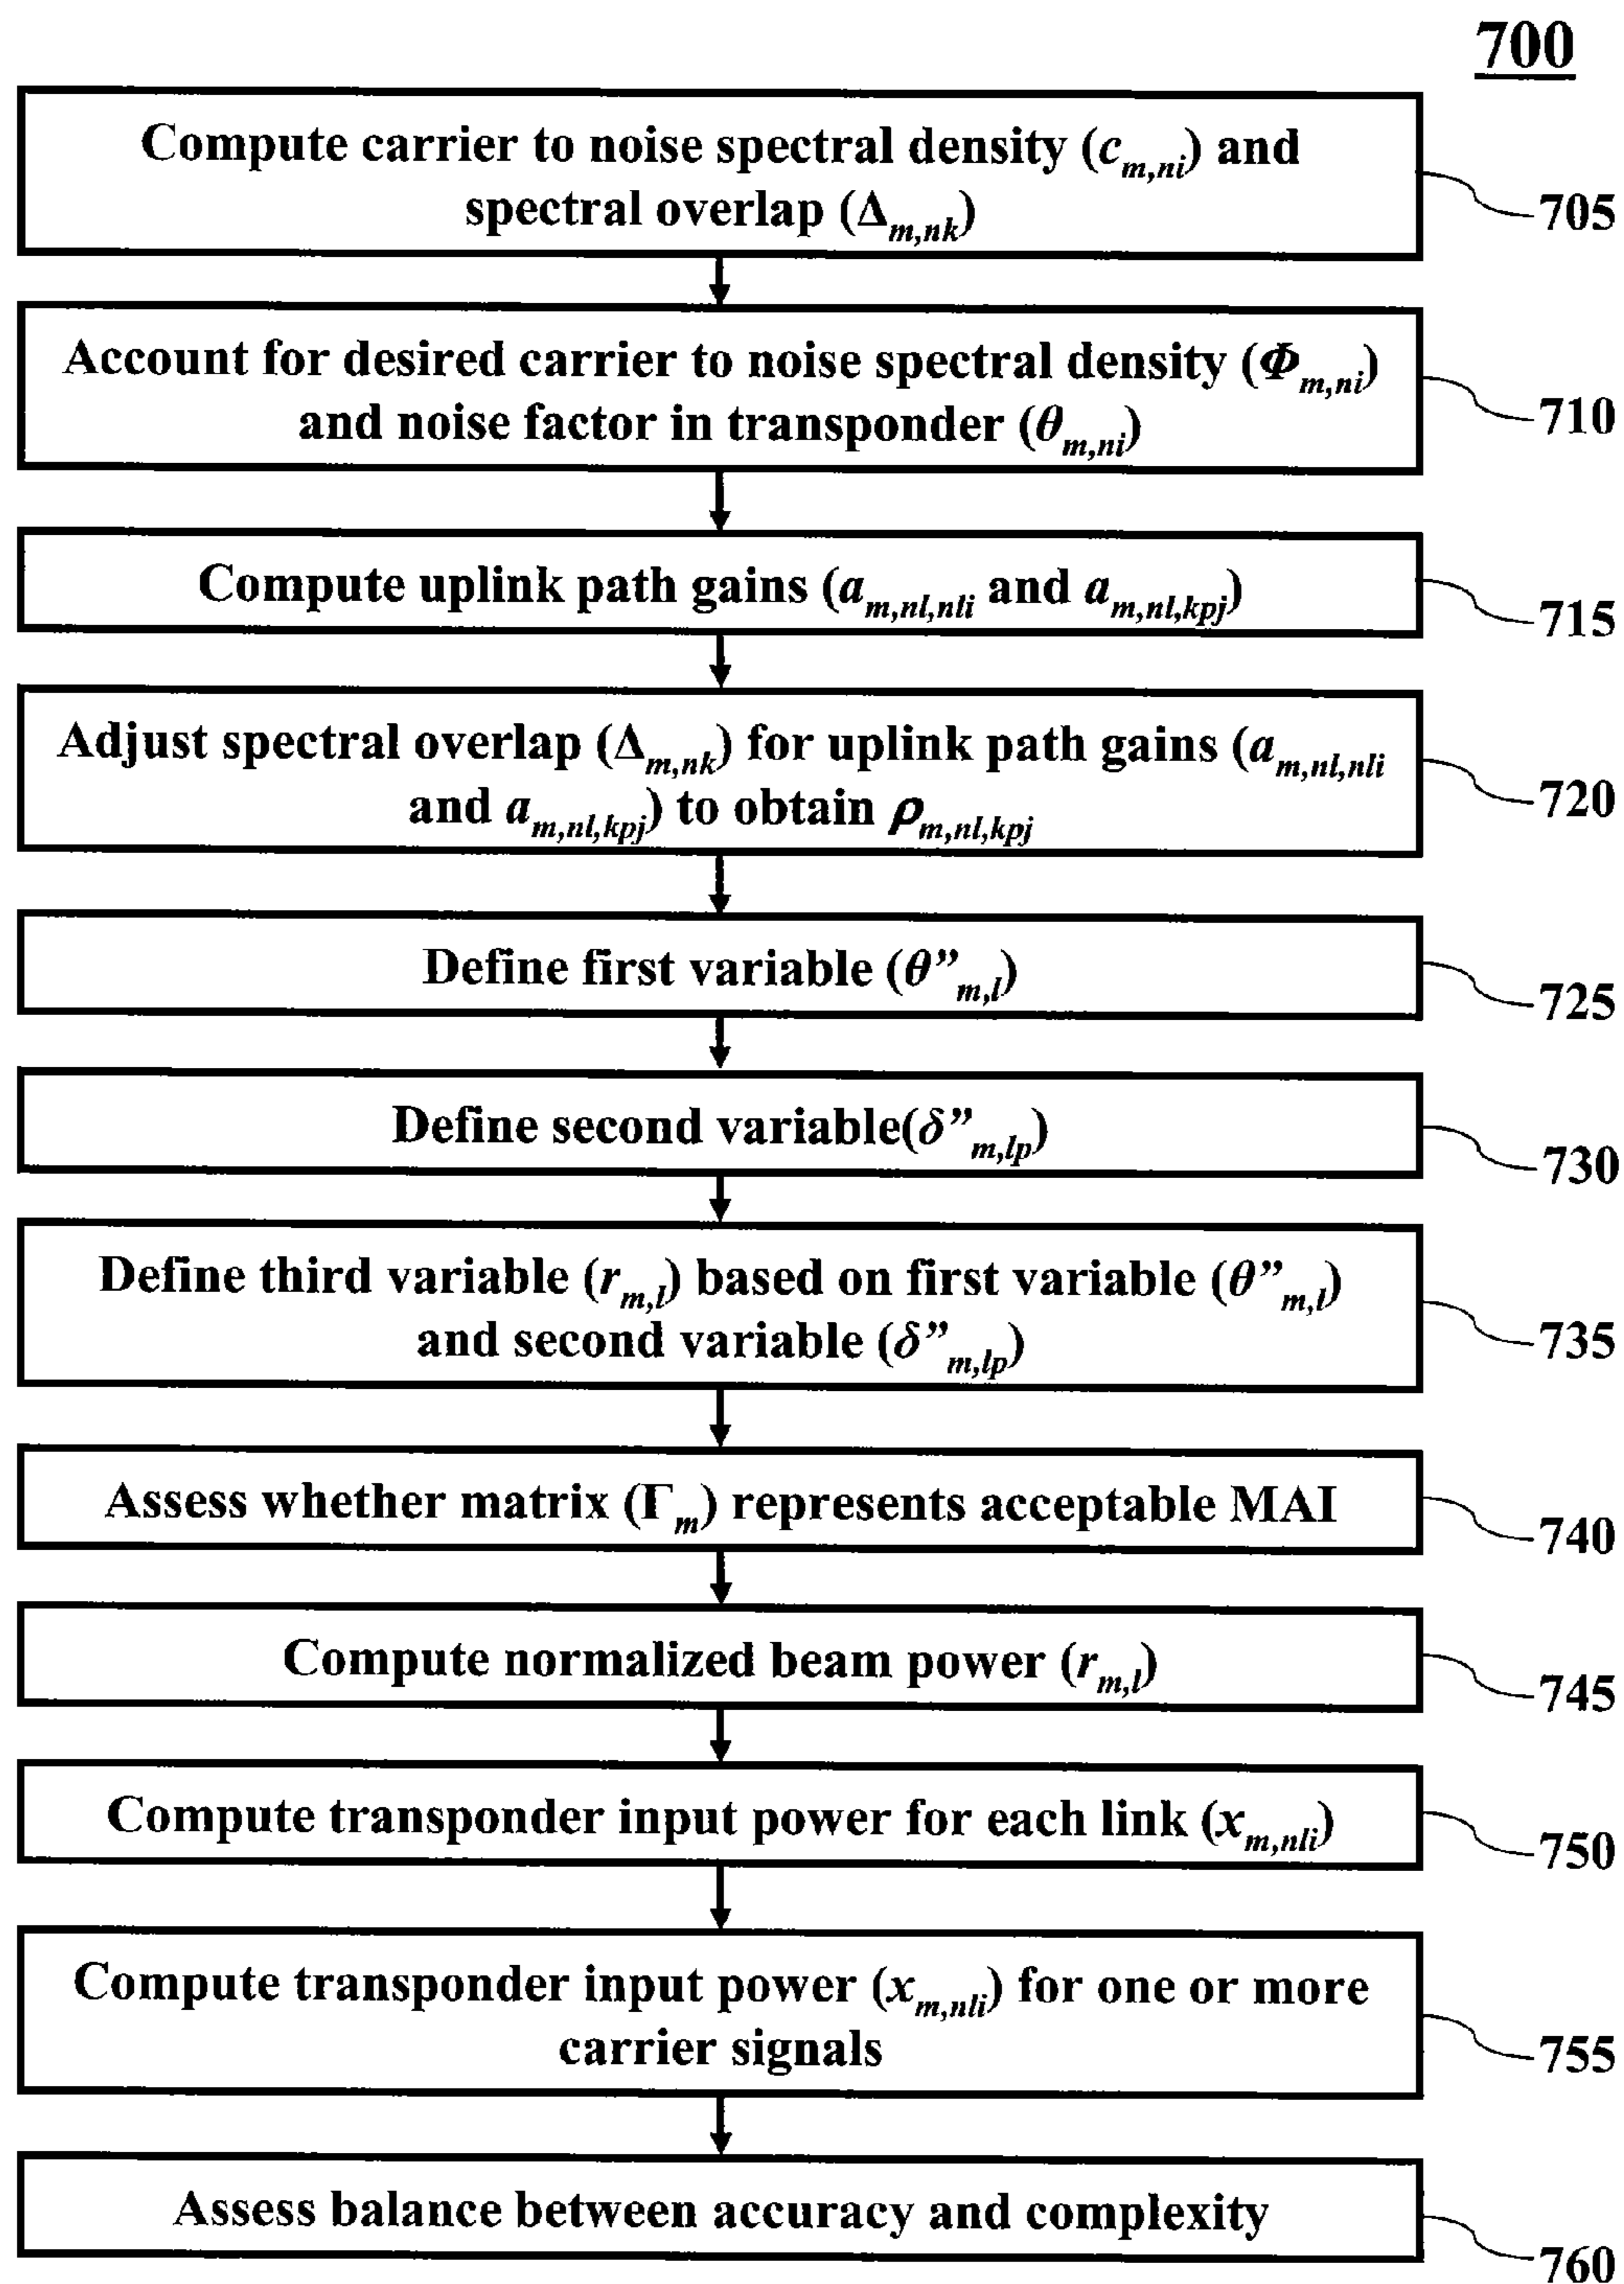 700
Compute carrier to noise spectral density (c_{m,ni}) and
spectral overlap (Δ_{m,nk})
705
Account for desired carrier to noise spectral density (Φ_{m,ni})
and noise factor in transponder (θ_{m,ni})
710
Compute uplink path gains (a_{m,nl,nli} and a_{m,nl,kpj})
715
Adjust spectral overlap (Δ_{m,nk}) for uplink path gains (a_{m,nl,nli}
and a_{m,nl,kpj}) to obtain ρ_{m,nl,kpj}
720
Define first variable (θ”_{m,l})
725
Define second variable(δ”_{m,lp})
730
Define third variable (r_{m,l}) based on first variable (θ”_{m,l})
and second variable (δ”_{m,lp})
735
Assess whether matrix (Γ_m) represents acceptable MAI
740
Compute normalized beam power (r_{m,l})
745
Compute transponder input power for each link (x_{m,nli})
750
Compute transponder input power (x_{m,nli}) for one or more
carrier signals
755
Assess balance between accuracy and complexity
760